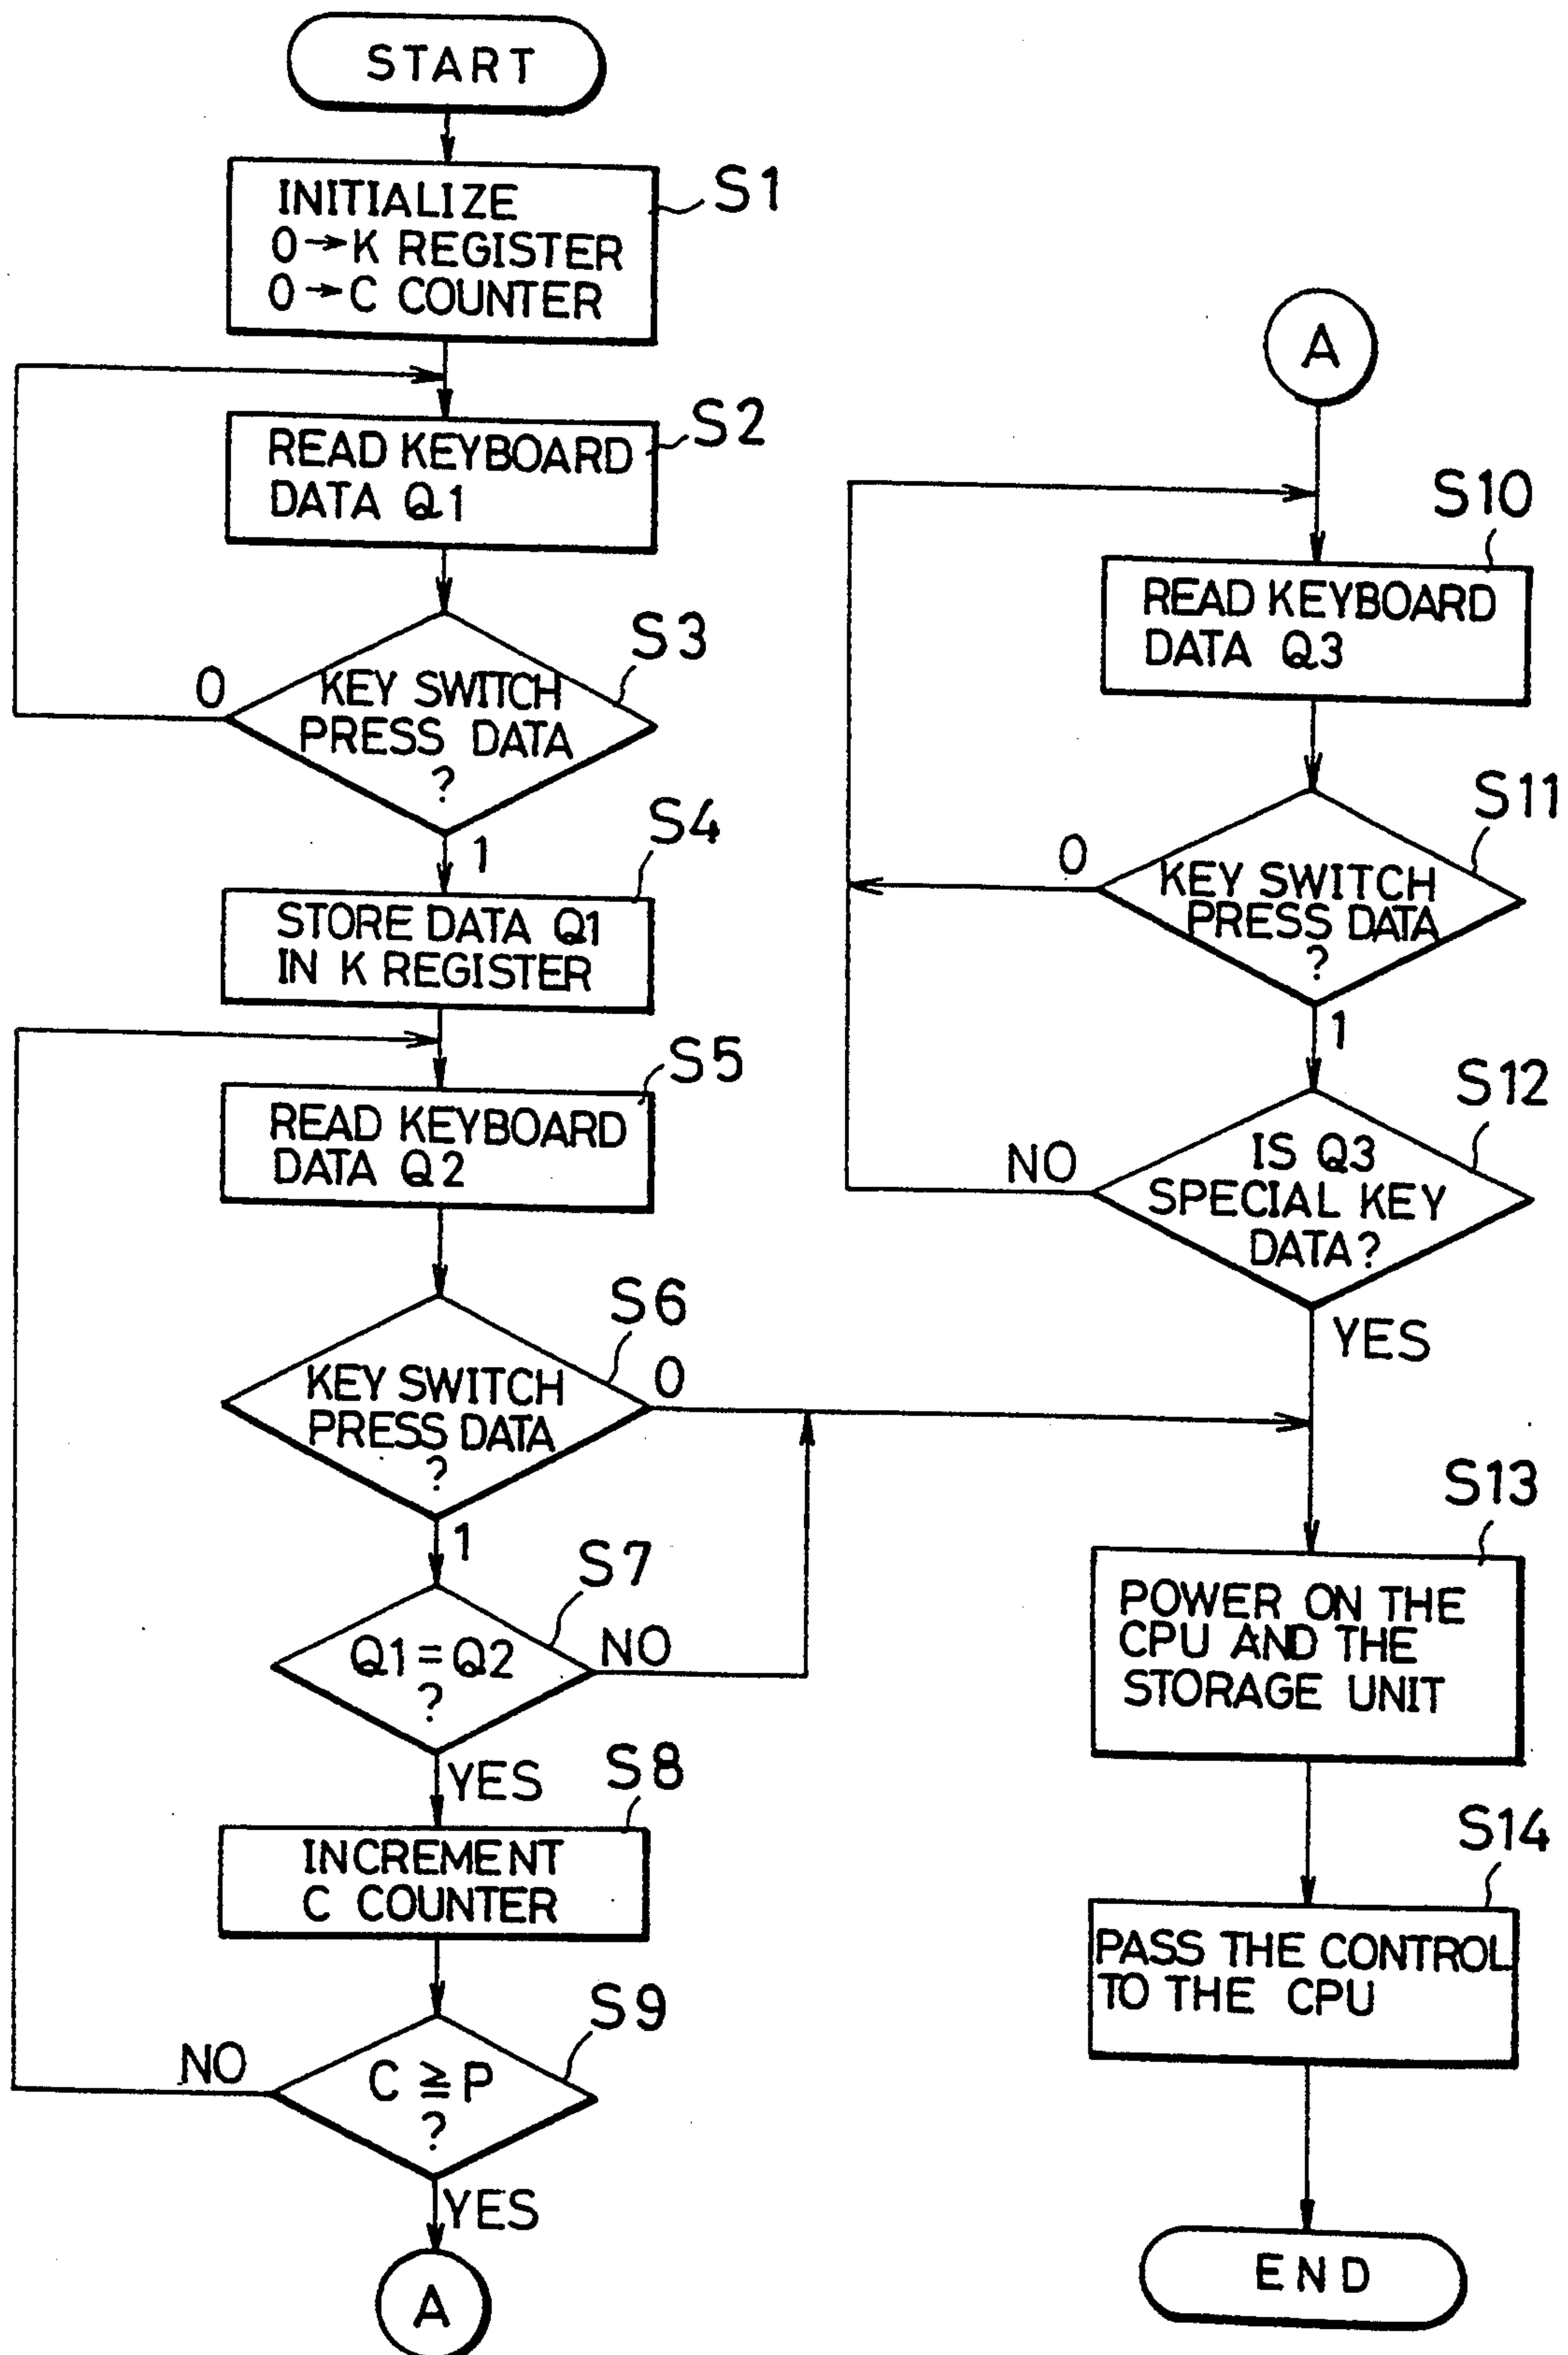 START
INITIALIZE
0→K REGISTER
0→C COUNTER
S1
READ KEYBOARD
DATA Q1
S2
KEY SWITCH
PRESS DATA
?
S3
0
1
STORE DATA Q1
IN K REGISTER
S4
READ KEYBOARD
DATA Q2
S5
KEY SWITCH
PRESS DATA
?
S6
0
1
Q1=Q2
?
S7
NO
YES
INCREMENT
C COUNTER
S8
C≧P
?
S9
NO
YES
A
A
READ KEYBOARD
DATA Q3
S10
KEY SWITCH
PRESS DATA
?
S11
0
1
IS Q3
SPECIAL KEY
DATA?
S12
NO
YES
POWER ON THE
CPU AND THE
STORAGE UNIT
S13
PASS THE CONTROL
TO THE CPU
S14
END